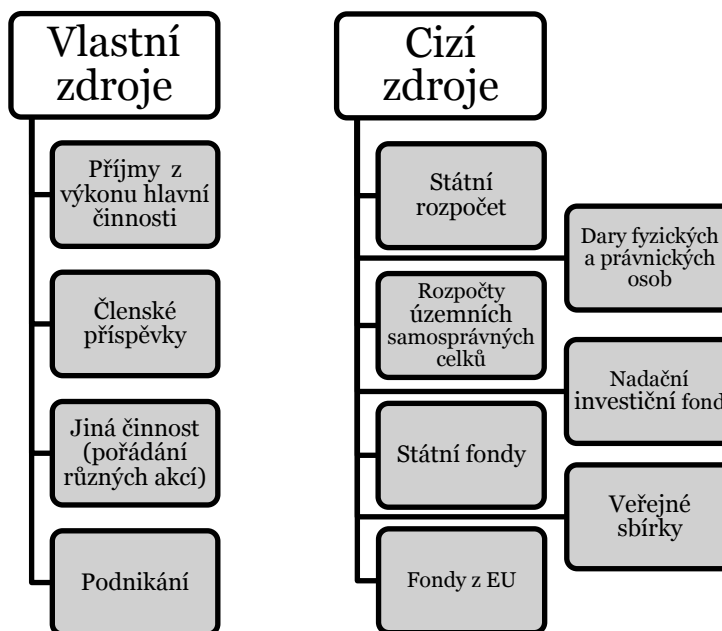 Vlastní
zdroje
Příjmy z
výkonu hlavní
činnosti
Členské
příspěvky
Jiná činnost
(pořádání
různých akcí)
Podnikání
Cizí
zdroje
Státní
rozpočet
Dary fyzických
a právnických
osob
Rozpočty
územních
samosprávných
celků
Nadační
investiční fond
Státní fondy
Veřejné
sbírky
Fondy z EU